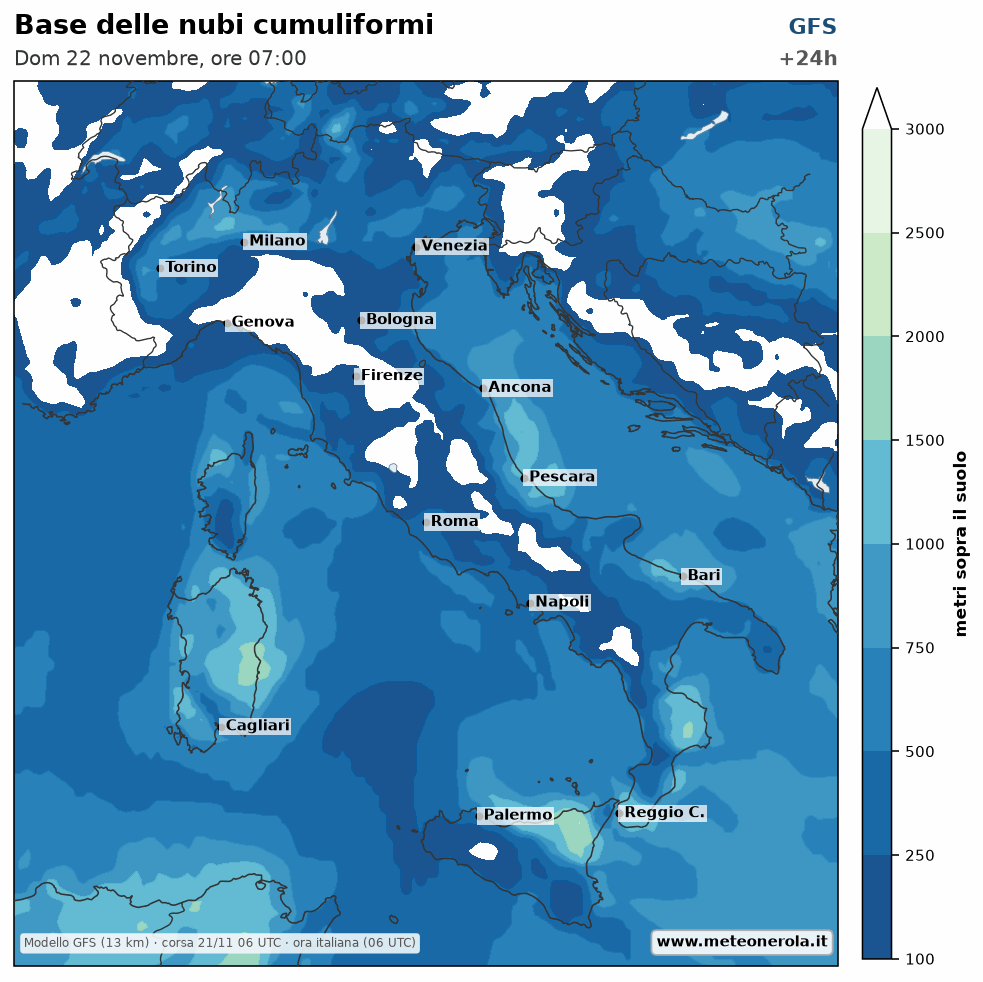 Base delle nubi cumuliformi
GFS
Dom 22 novembre, ore 07:00
+24h
3000
2500
2000
1500
1000
750
500
250
100
metri sopra il suolo
Milano
Venezia
Torino
Genova
Bologna
Firenze
Ancona
Pescara
Roma
Bari
Napoli
Cagliari
Palermo
Reggio C.
Modello GFS (13 km) · corsa 21/11 06 UTC · ora italiana (06 UTC)
www.meteonerola.it